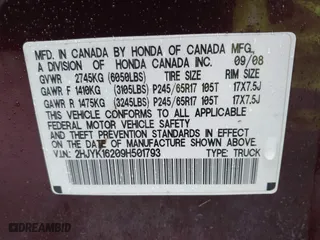 MFD. IN CANADA BY HONDA OF CANADA MFG.,
A DIVISION OF HONDA CANADA INC. 09/08
GVWR 2745KG (6050LBS) TIRE SIZE RIM SIZE
GAWR F 1410KG (3105LBS) P245/65R17 105T 17X7.5J
GAWR R 1475KG (3245LBS) P245/65R17 105T 17X7.5J
THIS VEHICLE CONFORMS TO ALL APPLICABLE
FEDERAL MOTOR VEHICLE SAFETY
AND THEFT PREVENTION STANDARDS IN EFFECT ON
THE DATE OF MANUFACTURE SHOWN ABOVE.
V.I.N: 2HJYK16209H501793 TYPE: TRUCK
DREAMBID